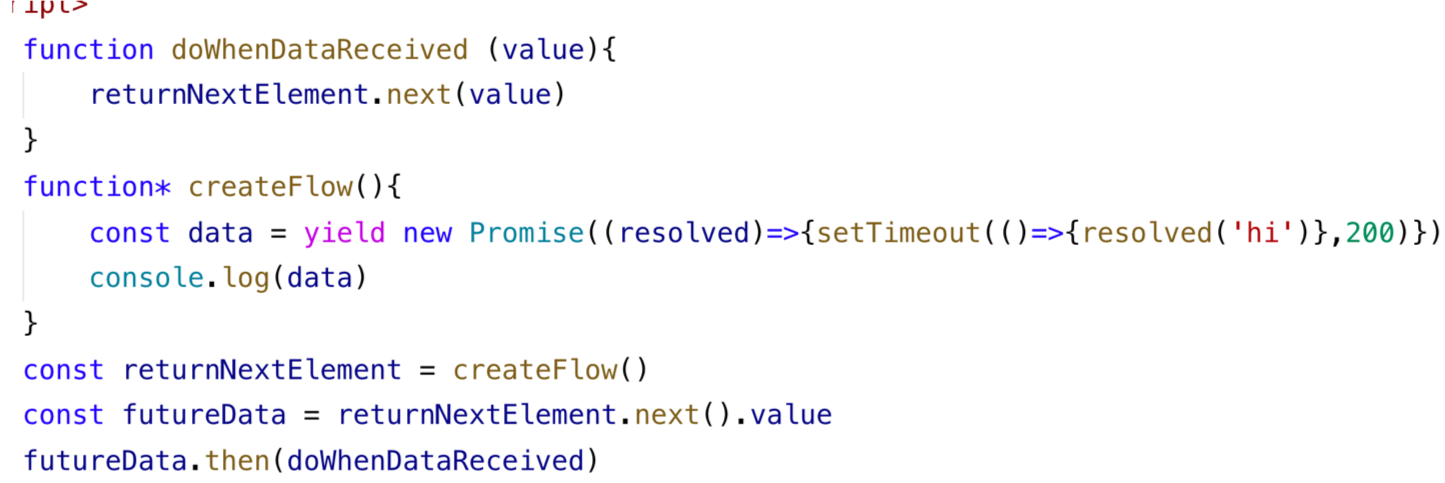 function doWhenDataReceived (value){
returnNextElement.next(value)
}
function* createFlow(){
const data = yield new Promise((resolved)=>{setTimeout(()=>{resolved('hi')},200)})
console.log(data)
}
const returnNextElement = createFlow()
const futureData = returnNextElement.next().value
futureData.then(doWhenDataReceived)